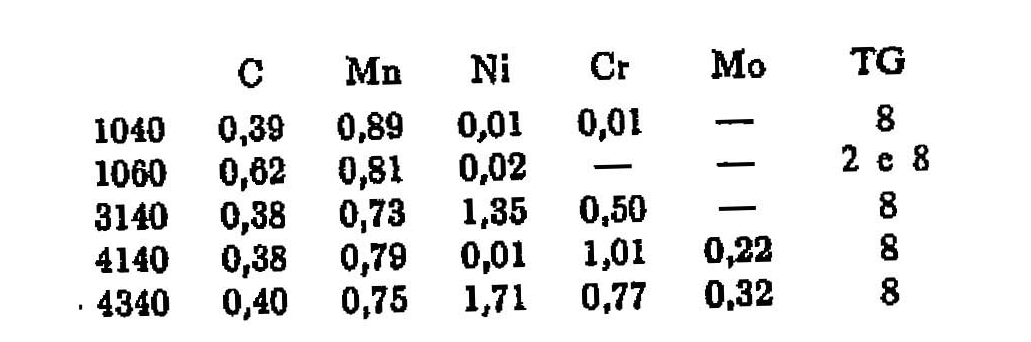 C Mn Ni Cr Mo TG
1040 0,39 0,89 0,01 0,01 — 8
1060 0,62 0,81 0,02 — — 2 e 8
3140 0,38 0,73 1,35 0,50 — 8
4140 0,38 0,79 0,01 1,01 0,22 8
4340 0,40 0,75 1,71 0,77 0,32 8